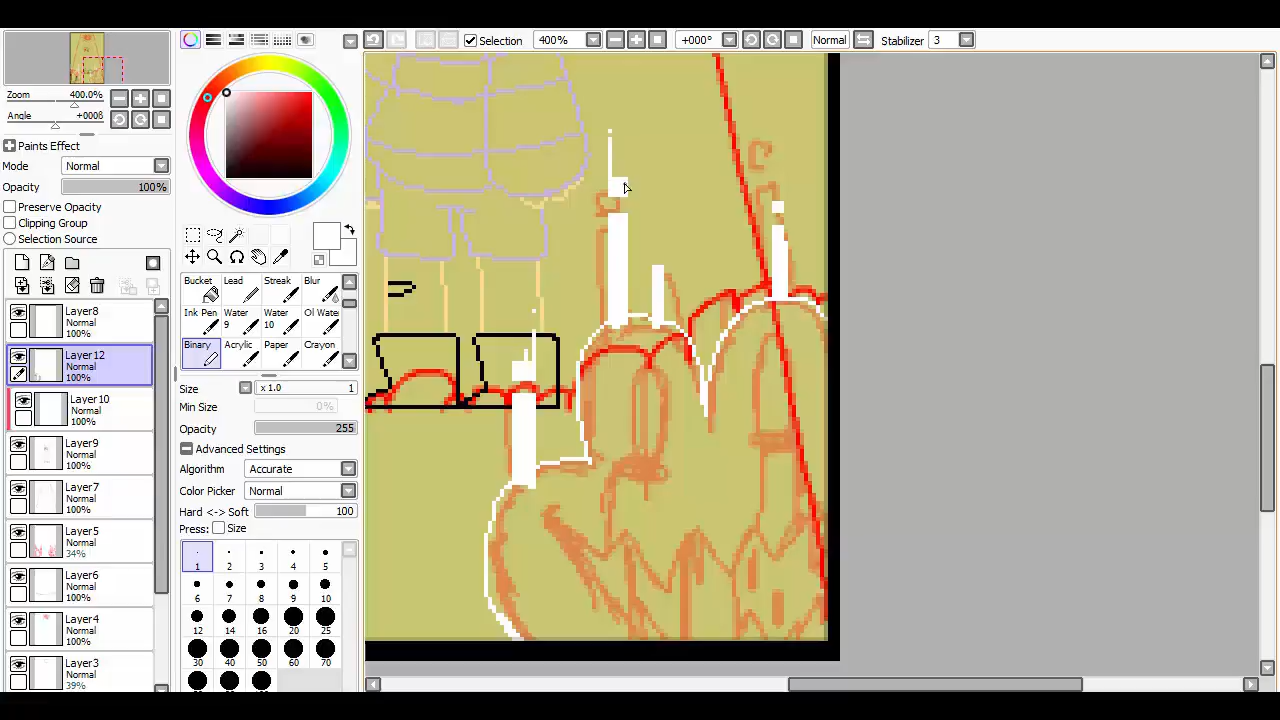 Selection 400% +000° Normal Stabilizer 3
Zoom 400.0%
Angle +000§
Paints Effect
Mode Normal
Opacity 100%
Preserve Opacity
Clipping Group
Selection Source
Layer8
Normal
100%
Layer12
Normal
100%
Layer10
Normal
100%
Layer9
Normal
100%
Layer7
Normal
100%
Layer5
Normal
34%
Layer6
Normal
100%
Layer4
Normal
100%
Layer3
Normal
39%
Bucket Lead Streak Blur
Ink Pen Water 9 Water 10 Oil Water
Binary Acrylic Paper Crayon
Size x 1.0 1
Min Size 0%
Opacity 255
Advanced Settings
Algorithm Accurate
Color Picker Normal
Hard <-> Soft 100
Press: Size
1 2 3 4 5
6 7 8 9 10
12 14 16 20 25
30 40 50 60 70